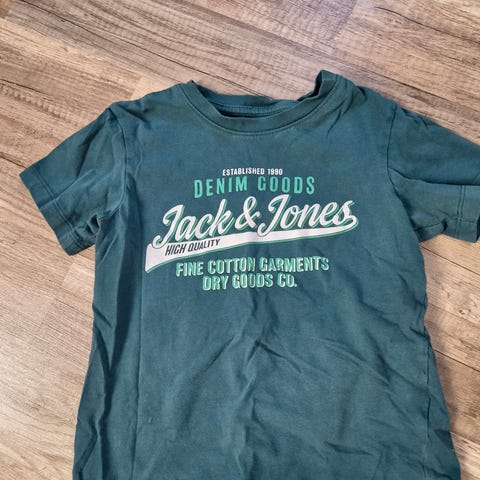 ESTABLISHED 1990
DENIM GOODS
Jack & Jones
HIGH QUALITY
FINE COTTON GARMENTS
DRY GOODS CO.